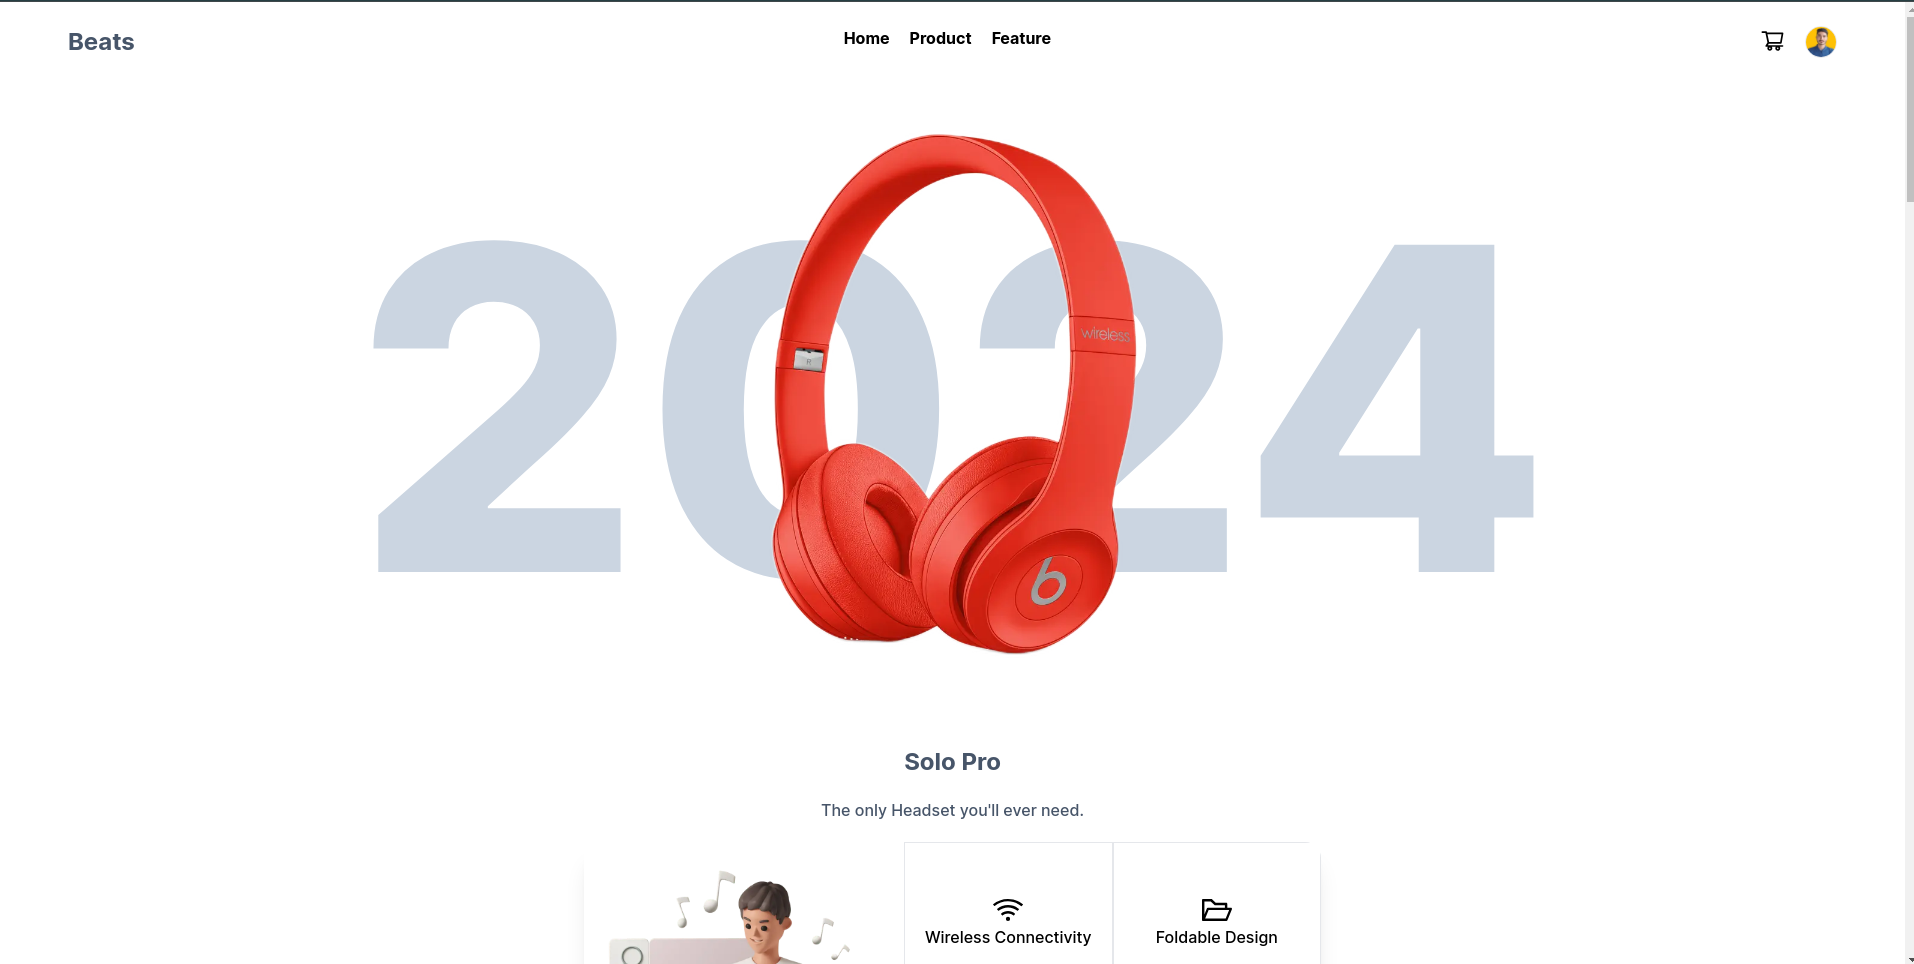 Beats
Home Product Feature
2024
wireless
R
b
Solo Pro
The only Headset you'll ever need.
Wireless Connectivity
Foldable Design